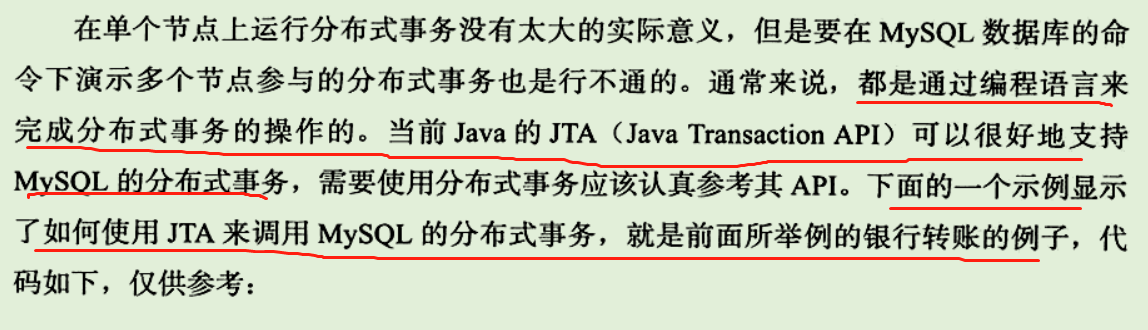 在单个节点上运行分布式事务没有太大的实际意义，但是要在 MySQL 数据库的命
令下演示多个节点参与的分布式事务也是行不通的。通常来说，都是通过编程语言来
完成分布式事务的操作的。当前 Java 的 JTA（Java Transaction API）可以很好地支持
MySQL 的分布式事务，需要使用分布式事务应该认真参考其 API。下面的一个示例显示
了如何使用 JTA 来调用 MySQL 的分布式事务，就是前面所举例的银行转账的例子，代
码如下，仅供参考：